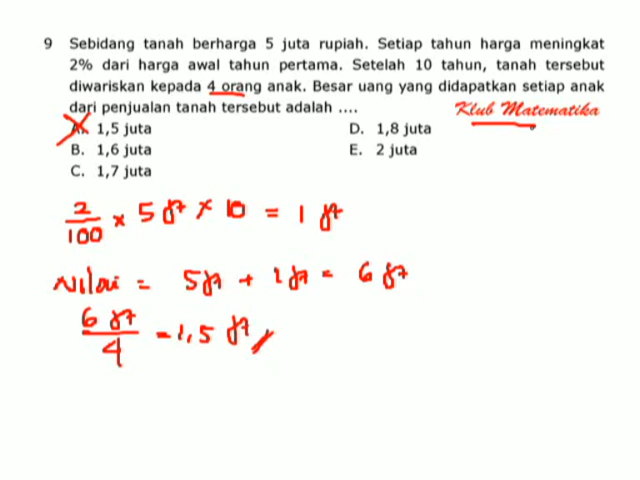 9 Sebidang tanah berharga 5 juta rupiah. Setiap tahun harga meningkat
2% dari harga awal tahun pertama. Setelah 10 tahun, tanah tersebut
diwariskan kepada 4 orang anak. Besar uang yang didapatkan setiap anak
dari penjualan tanah tersebut adalah ....
Klub Matematika
A. 1,5 juta
B. 1,6 juta
C. 1,7 juta
D. 1,8 juta
E. 2 juta
2/100 × 5 jt × 10 = 1 jt
Nilai = 5 jt + 1 jt = 6 jt
6 jt/4 = 1,5 jt